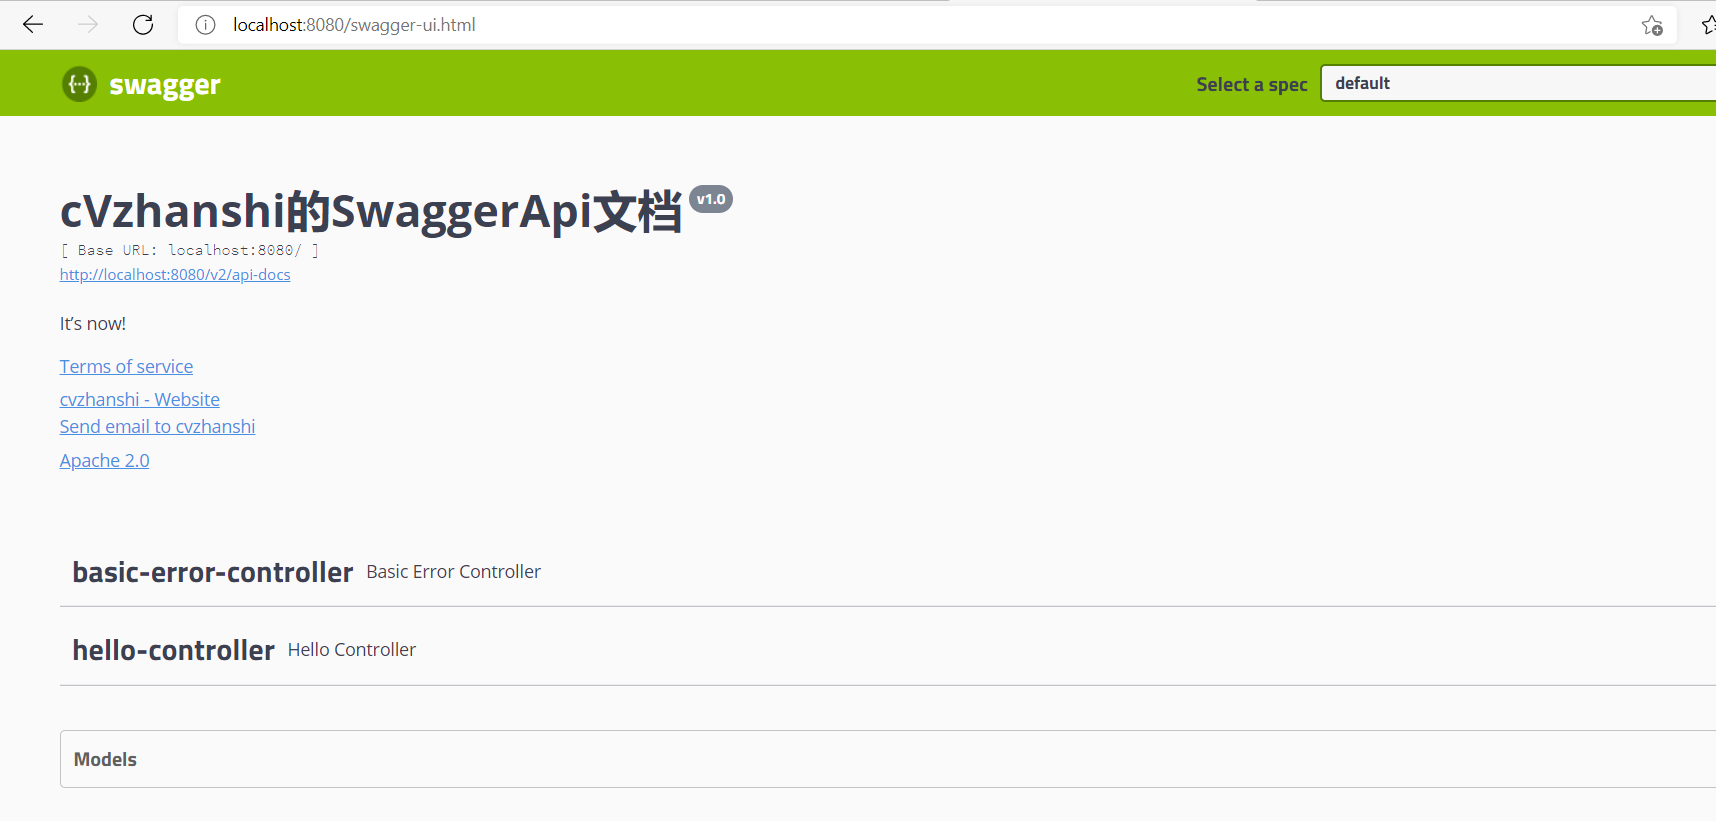 localhost:8080/swagger-ui.html
{···} swagger
Select a spec default
cVzhanshi的SwaggerApi文档 v1.0
[ Base URL: localhost:8080/ ]
http://localhost:8080/v2/api-docs
It’s now!
Terms of service
cvzhanshi - Website
Send email to cvzhanshi
Apache 2.0
basic-error-controller Basic Error Controller
hello-controller Hello Controller
Models